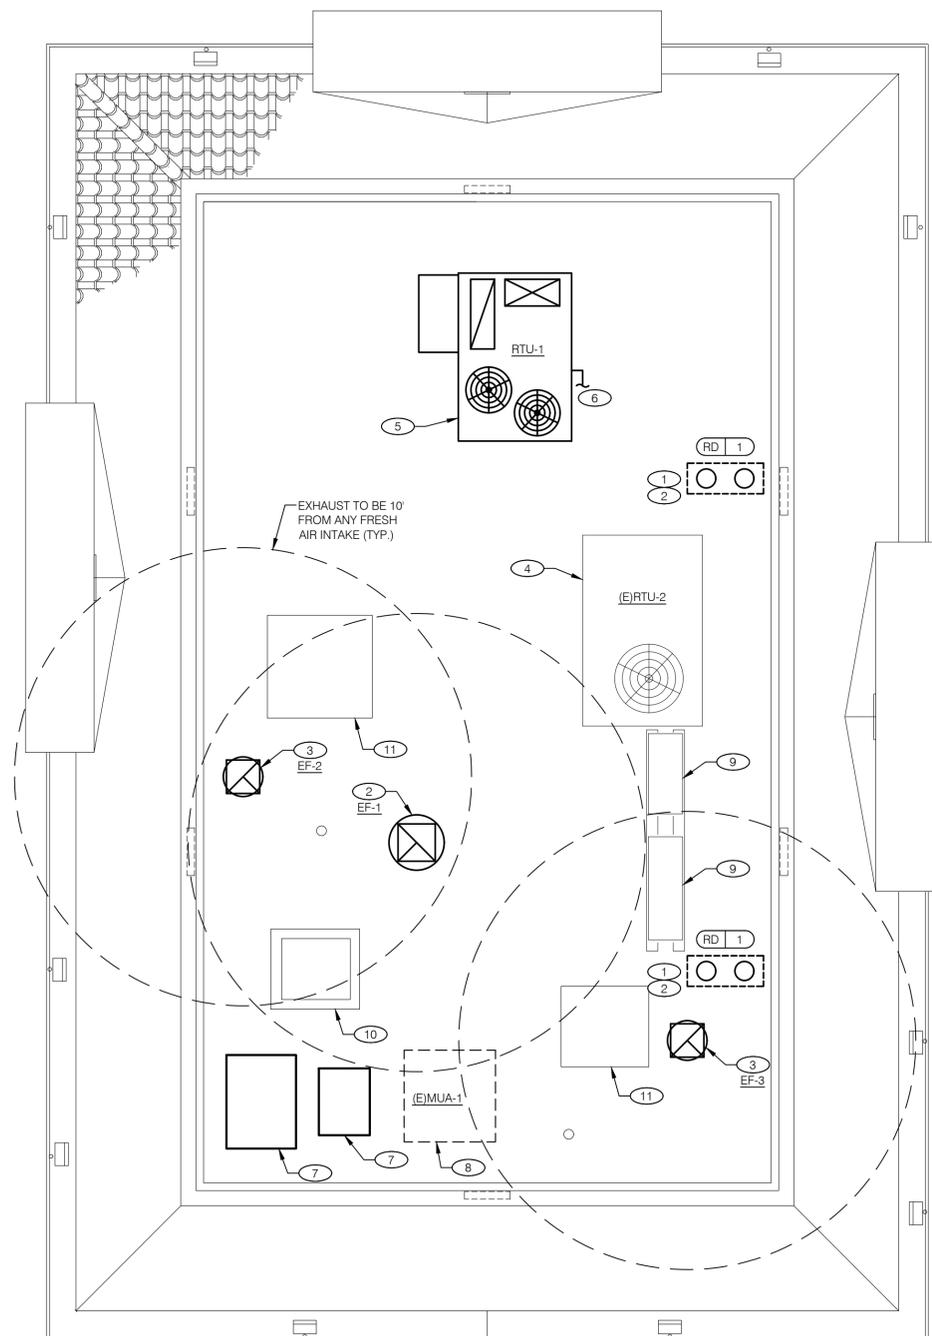 RTU-1
6
5
RD 1
1
2
EXHAUST TO BE 10'
FROM ANY FRESH
AIR INTAKE (TYP.)
4
(E)RTU-2
11
3
EF-2
9
2
EF-1
9
RD 1
1
2
10
3
EF-3
11
(E)MUA-1
7
7
8